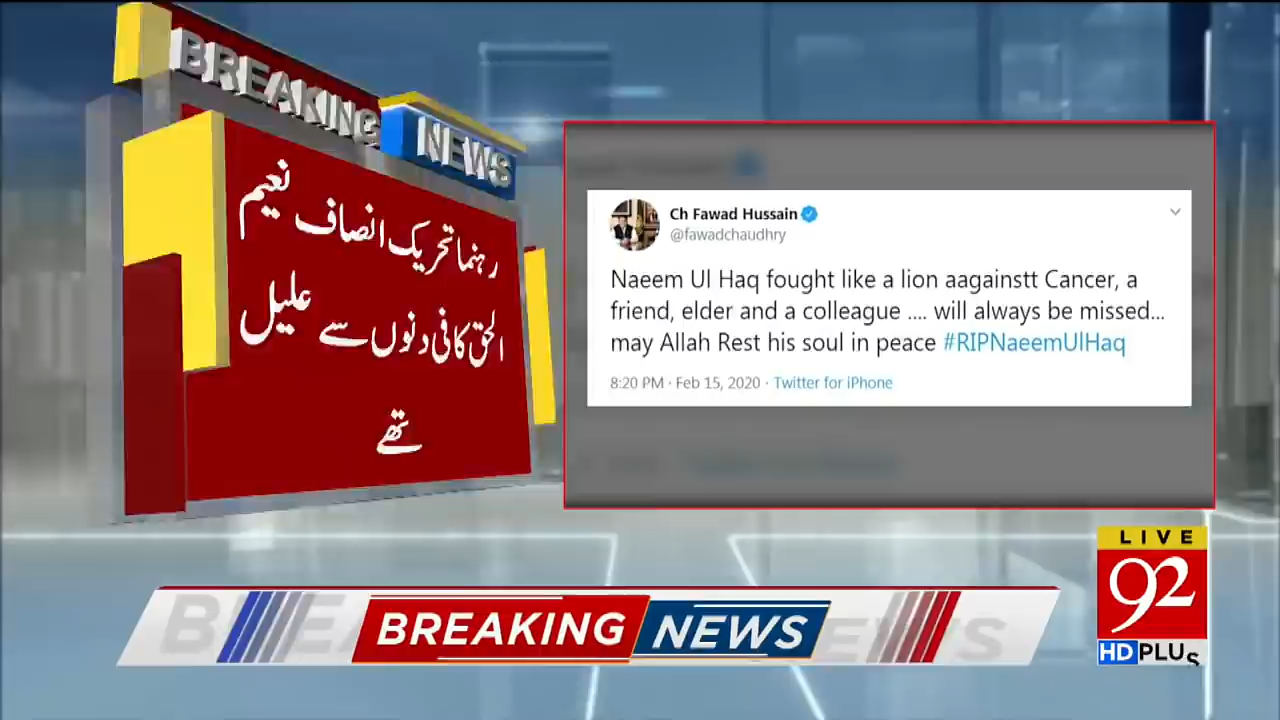 BREAKING NEWS
رہنما تحریک انصاف نعیم
الحق کافی دنوں سے علیل
تھے
Ch Fawad Hussain
@fawadchaudhry
Naeem Ul Haq fought like a lion aagainstt Cancer, a
friend, elder and a colleague .... will always be missed...
may Allah Rest his soul in peace #RIPNaeemUlHaq
8:20 PM · Feb 15, 2020 · Twitter for iPhone
LIVE
92
HD PLUS
BREAKING NEWS